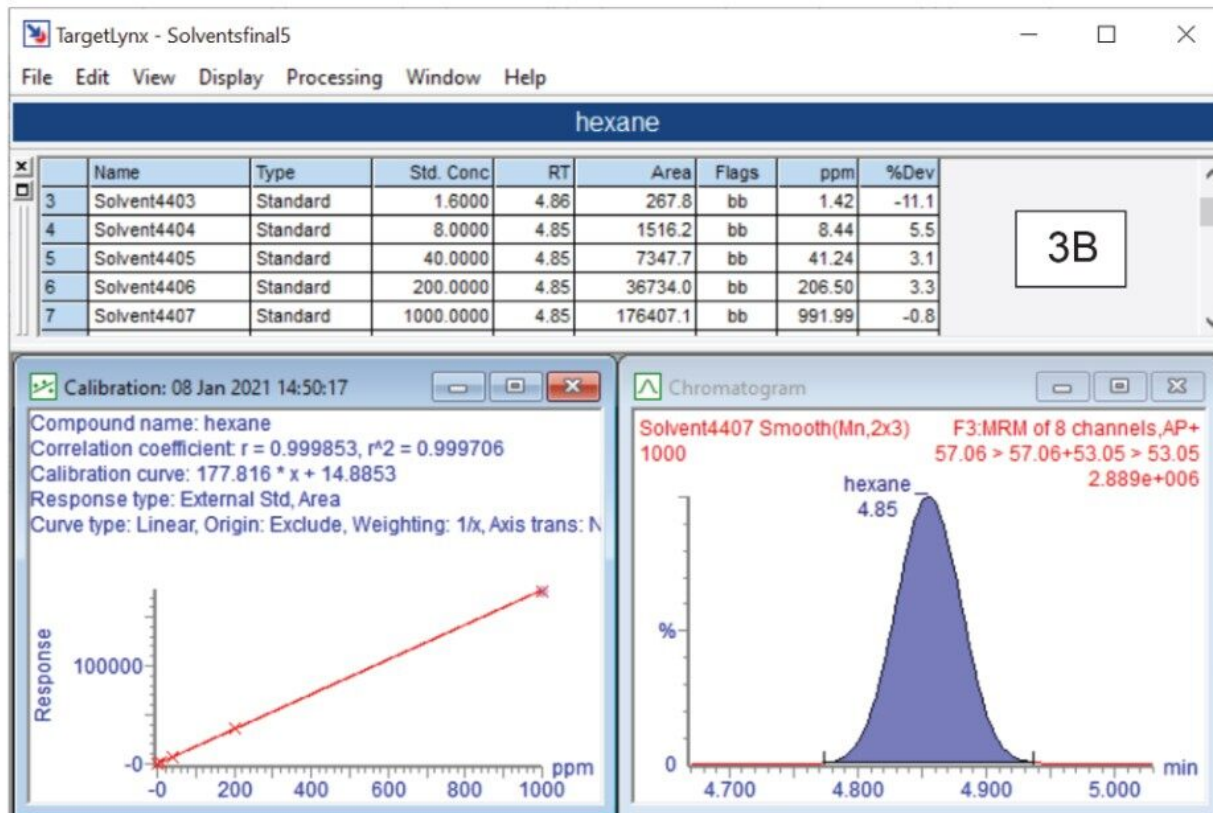 TargetLynx - Solventsfinal5
File Edit View Display Processing Window Help
hexane
Name Type Std. Conc RT Area Flags ppm %Dev
3 Solvent4403 Standard 1.6000 4.86 267.8 bb 1.42 -11.1
4 Solvent4404 Standard 8.0000 4.85 1516.2 bb 8.44 5.5
5 Solvent4405 Standard 40.0000 4.85 7347.7 bb 41.24 3.1
6 Solvent4406 Standard 200.0000 4.85 36734.0 bb 206.50 3.3
7 Solvent4407 Standard 1000.0000 4.85 176407.1 bb 991.99 -0.8
3B
Calibration: 08 Jan 2021 14:50:17
Compound name: hexane
Correlation coefficient: r = 0.999853, r^2 = 0.999706
Calibration curve: 177.816 * x + 14.8853
Response type: External Std, Area
Curve type: Linear, Origin: Exclude, Weighting: 1/x, Axis trans: N
Response
100000
-0
ppm
-0 200 400 600 800 1000
Chromatogram
Solvent4407 Smooth(Mn,2x3)
1000
F3:MRM of 8 channels,AP+
57.06 > 57.06+53.05 > 53.05
2.889e+006
hexane
4.85
%
0
min
4.700 4.800 4.900 5.000